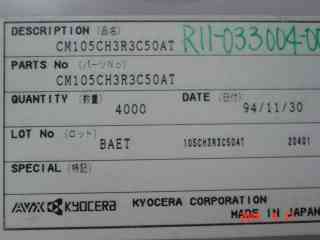 DESCRIPTION (品名)
CM105CH3R3C50AT R11-033004-00
PARTS No (パーツNo)
CM105CH3R3C50AT
QUANTITY (数量) 4000 DATE (日付) 94/11/30
LOT No (ロット) BAET 105CH3R3C50AT 20401
SPECIAL (特記)
AVX KYOCERA KYOCERA CORPORATION
MADE IN JAPAN